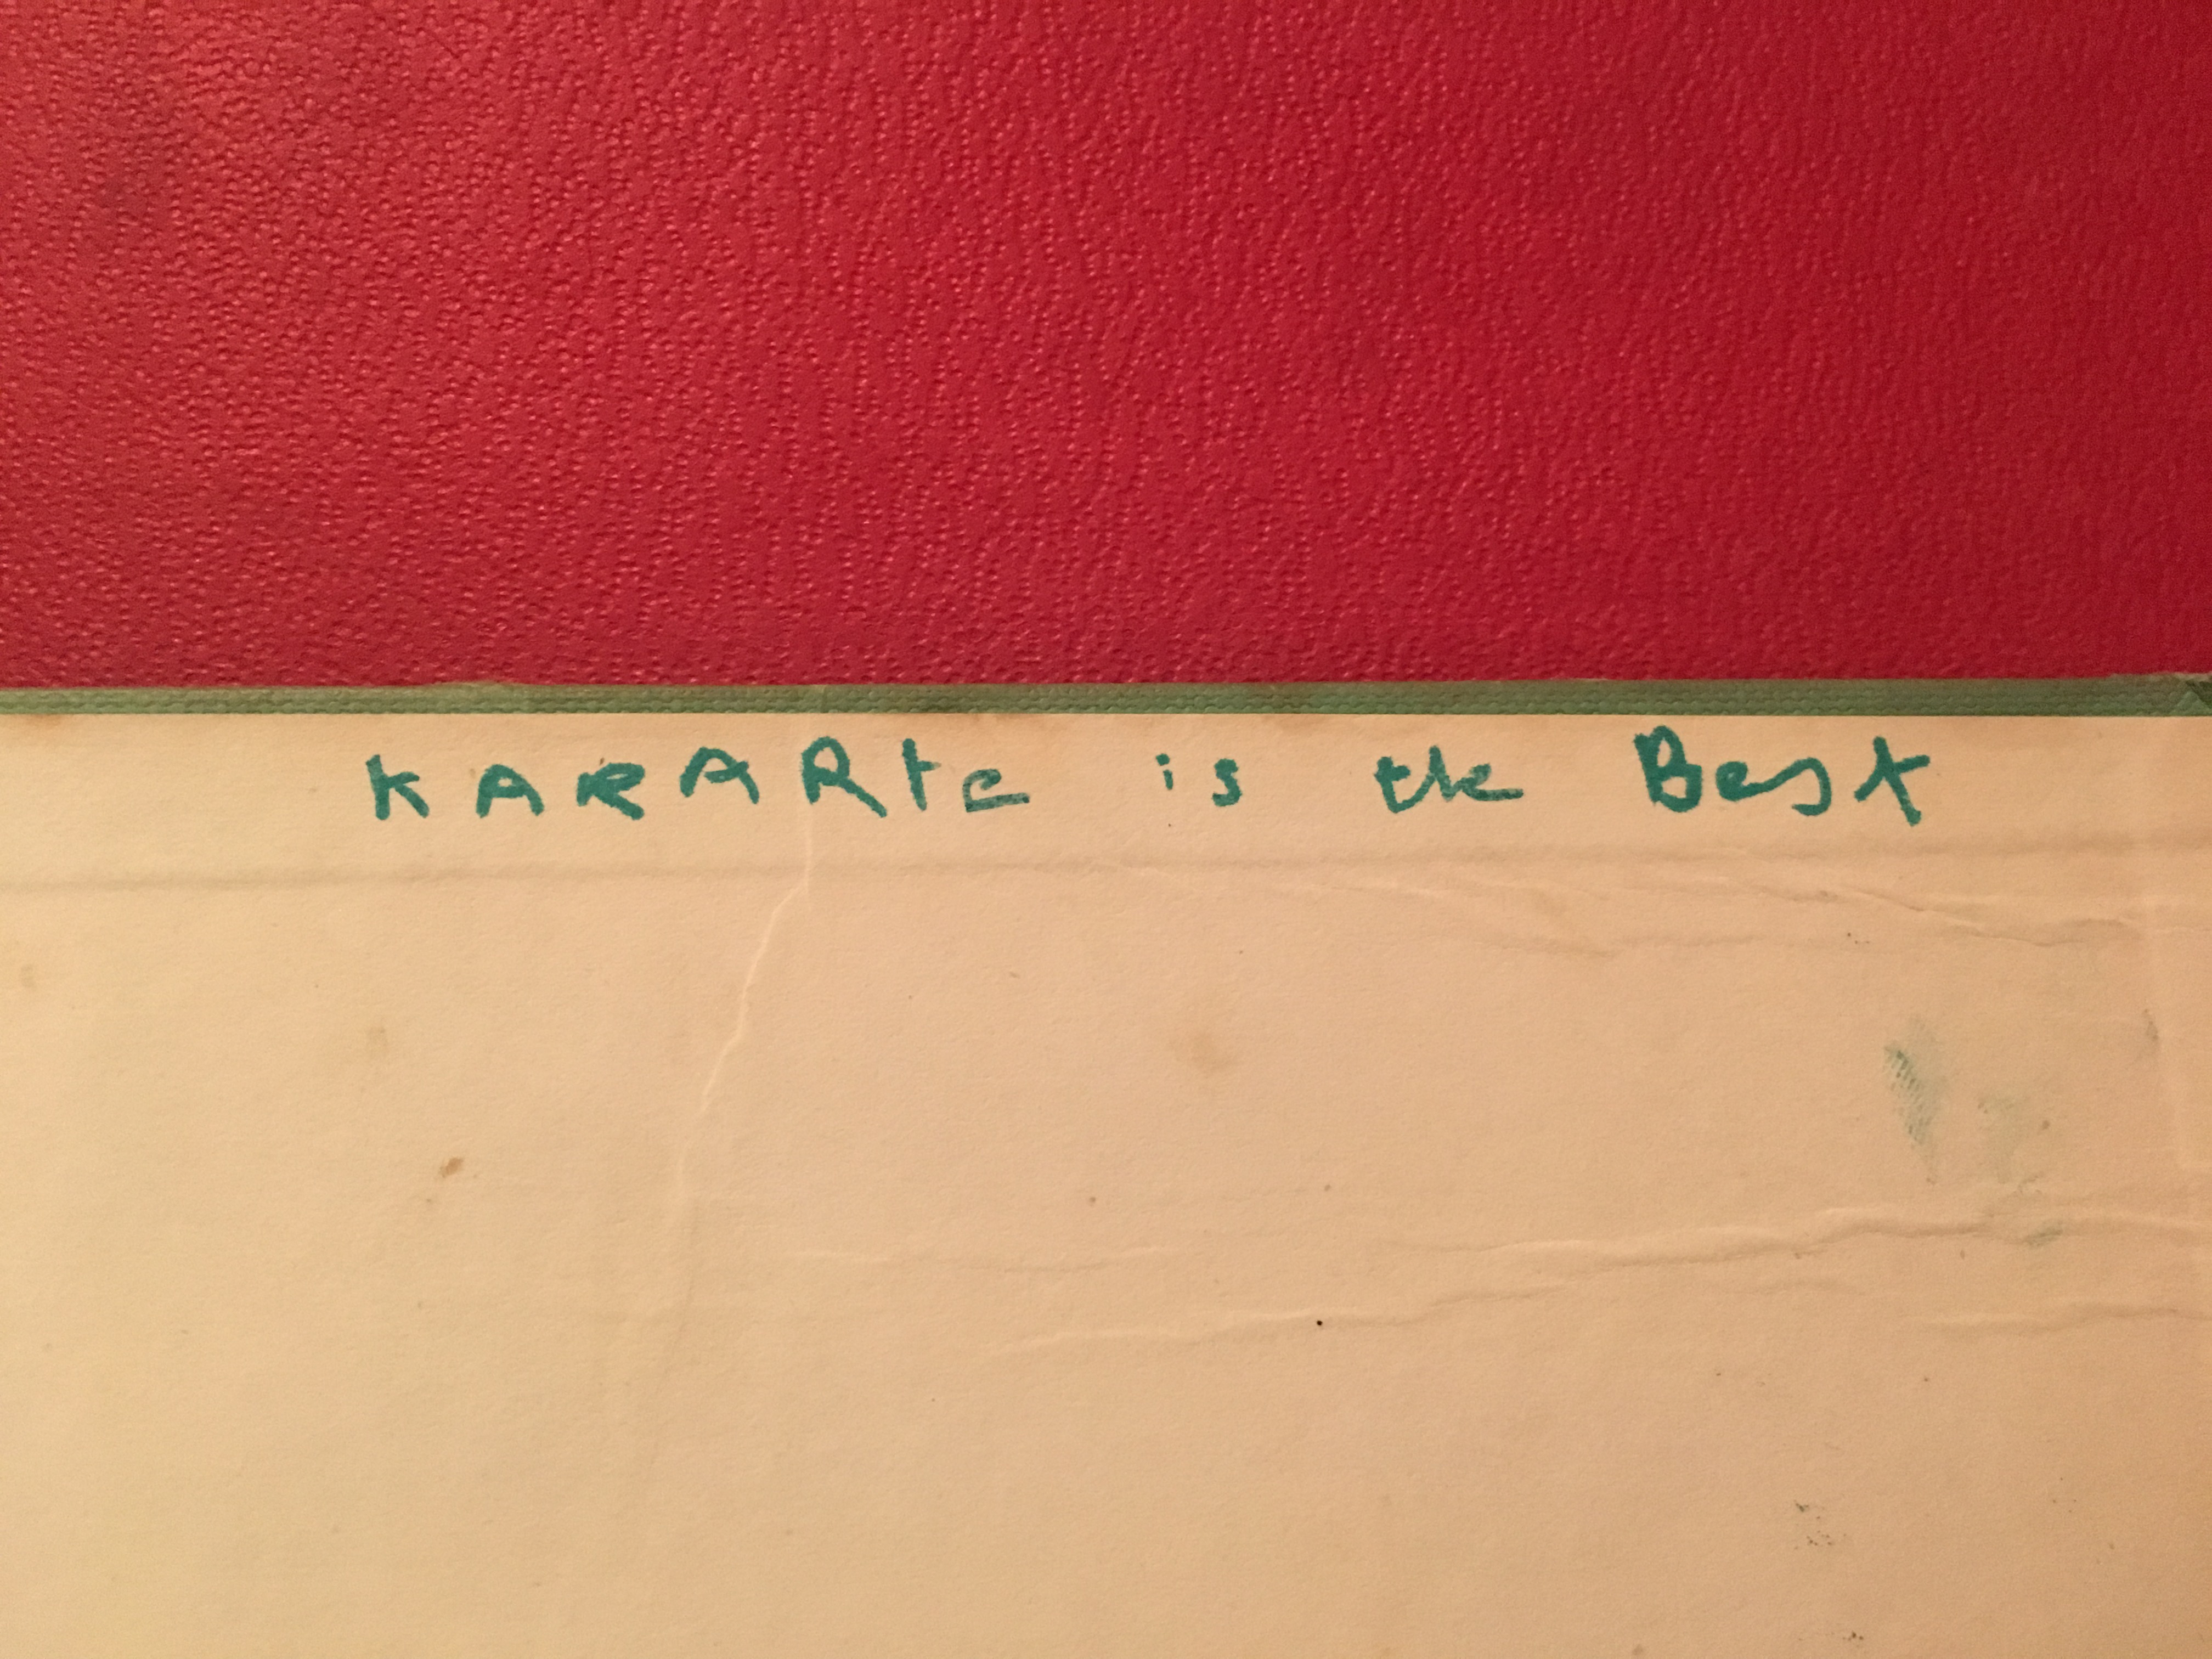 KARARte is the Best